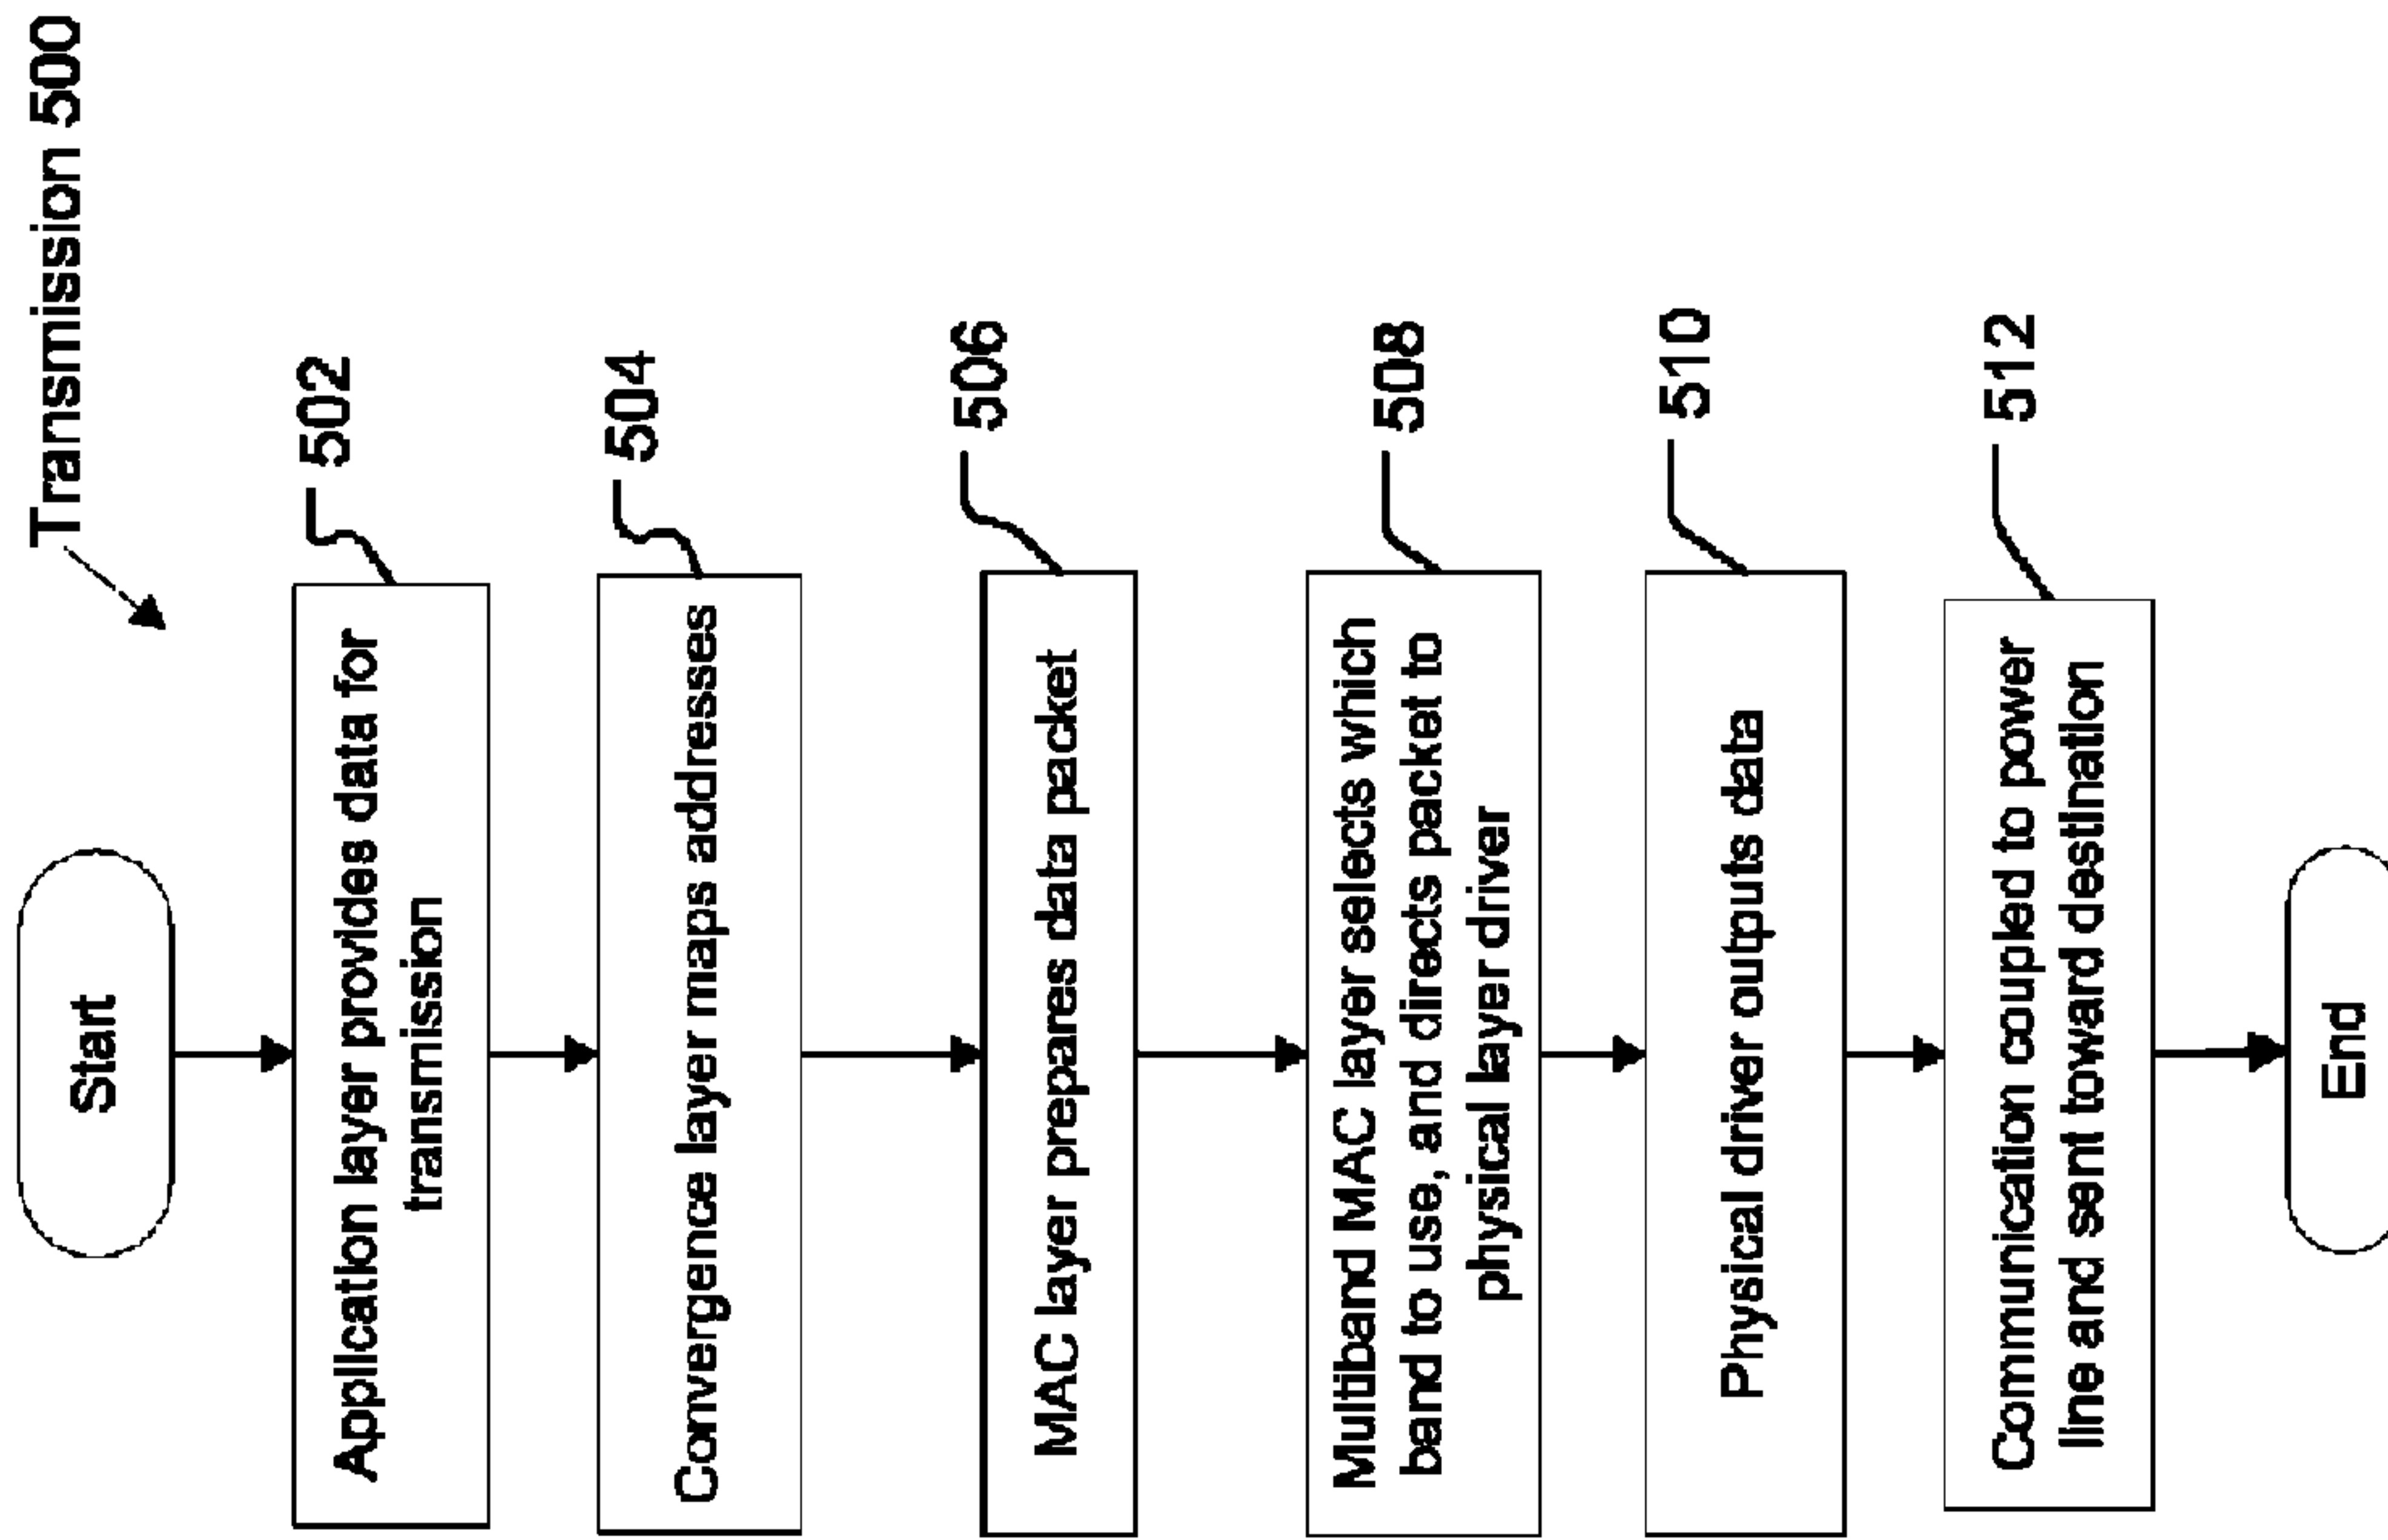 Transmission 500
Start
Application layer provides data for
transmission
502
Convergence layer maps addresses
504
MAC layer prepares data packet
506
Multiband MAC layer selects which
band to use, and directs packet to
physical layer driver
508
Physical driver outputs data
510
Communication coupled to power
line and sent toward destination
512
End